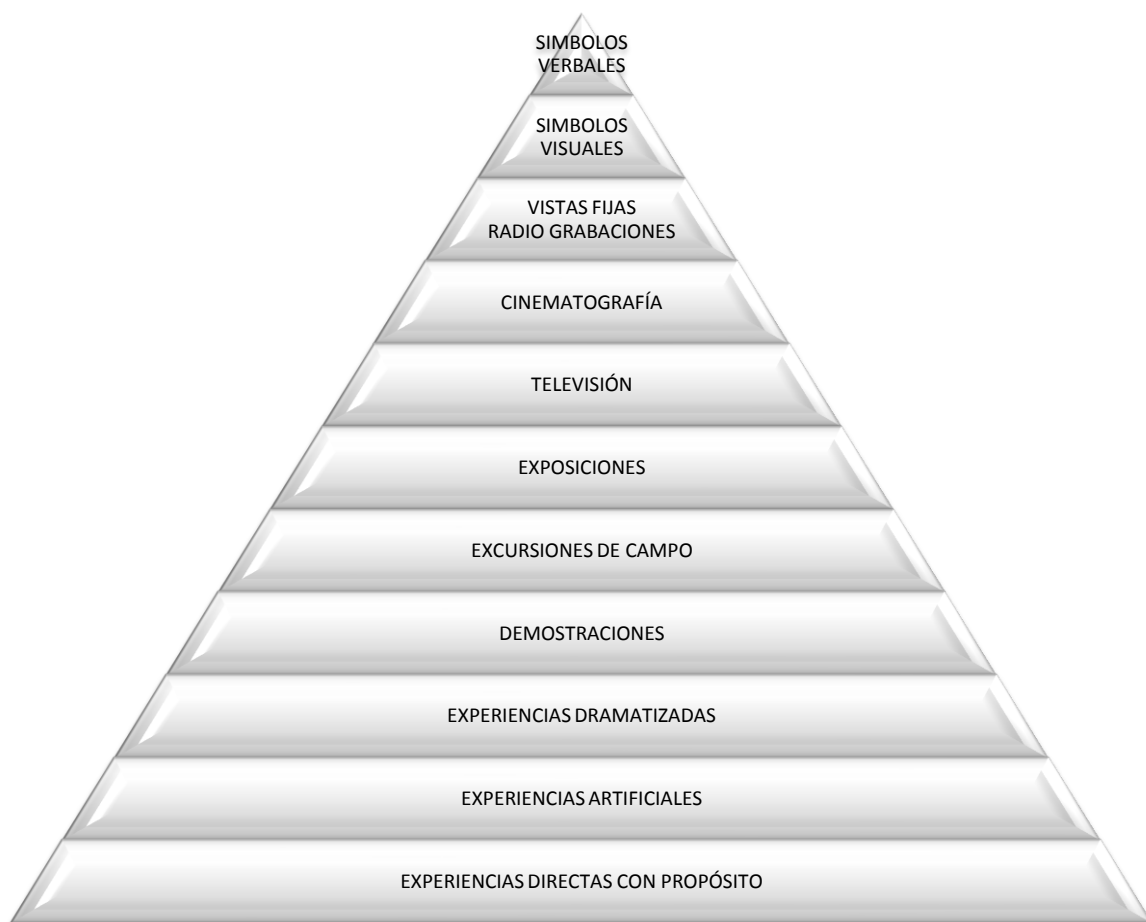 SIMBOLOS
VERBALES
SIMBOLOS
VISUALES
VISTAS FIJAS
RADIO GRABACIONES
CINEMATOGRAFÍA
TELEVISIÓN
EXPOSICIONES
EXCURSIONES DE CAMPO
DEMOSTRACIONES
EXPERIENCIAS DRAMATIZADAS
EXPERIENCIAS ARTIFICIALES
EXPERIENCIAS DIRECTAS CON PROPÓSITO